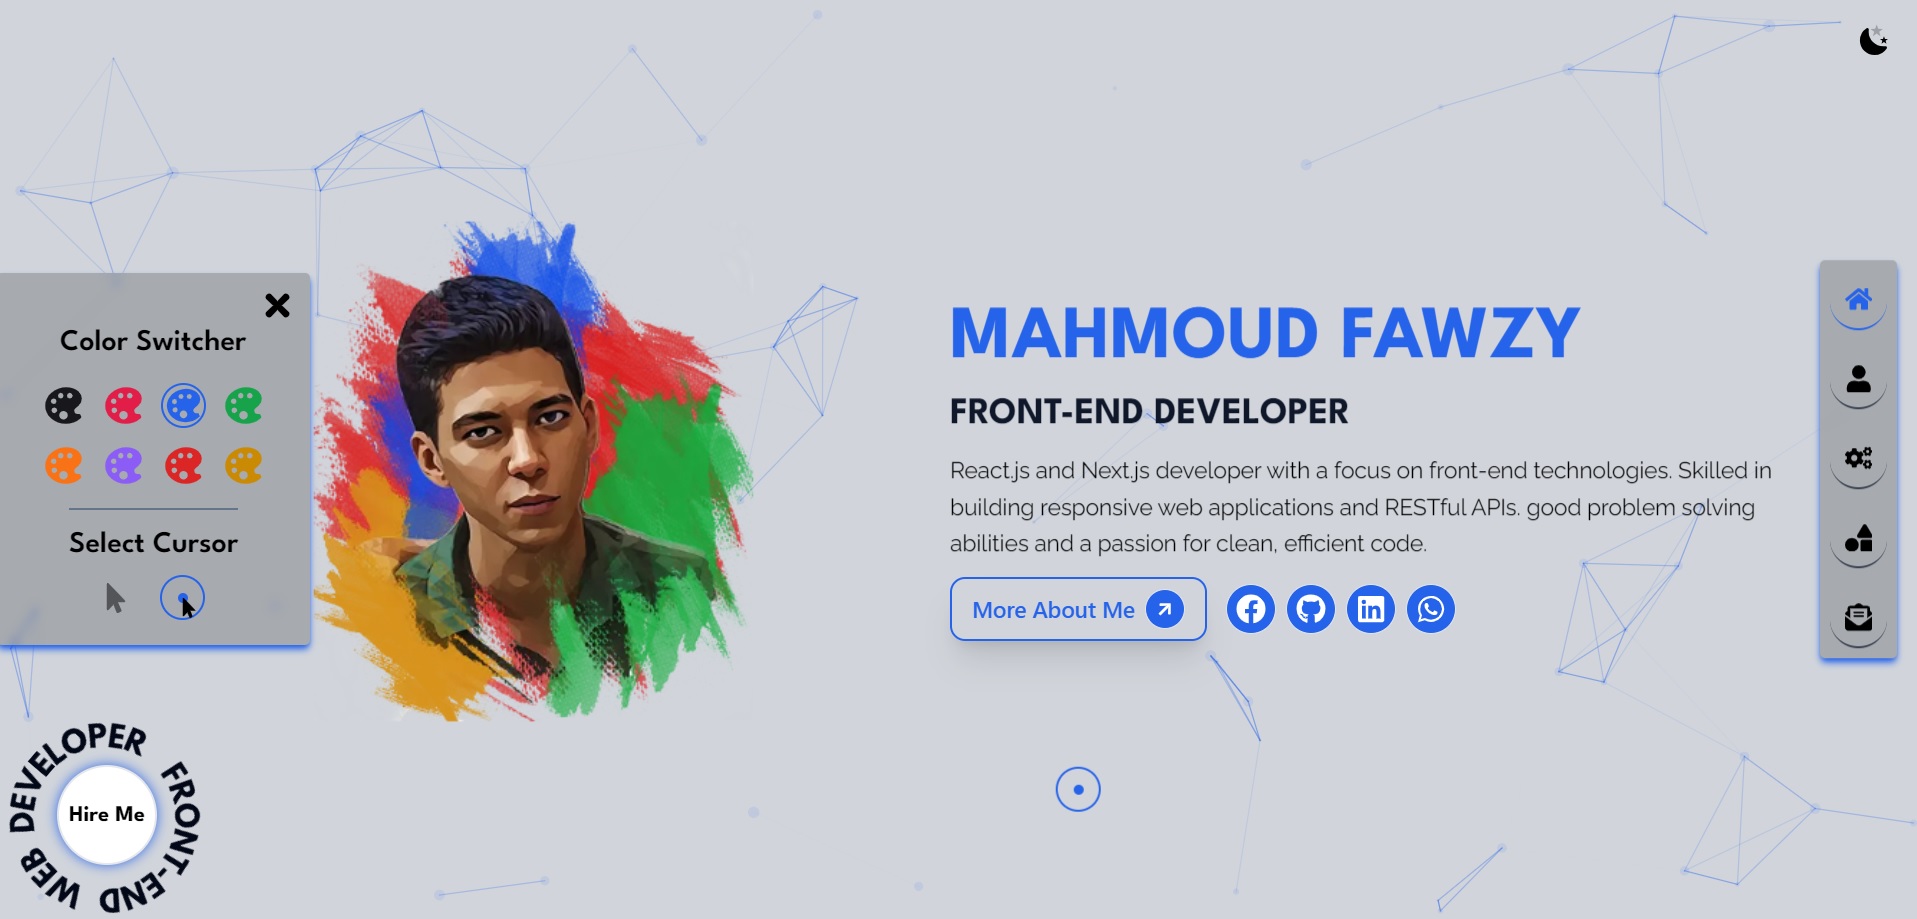 Color Switcher
Select Cursor
MAHMOUD FAWZY
FRONT-END DEVELOPER
React.js and Next.js developer with a focus on front-end technologies. Skilled in
building responsive web applications and RESTful APIs. good problem solving
abilities and a passion for clean, efficient code.
More About Me
FRONT-END WEB DEVELOPER
Hire Me